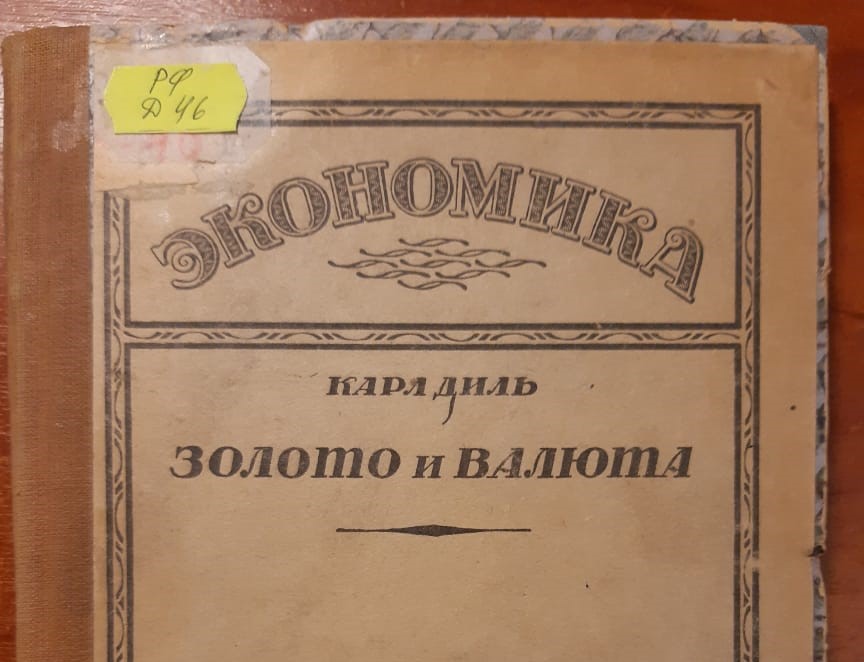 РФ
Д 46
ЭКОНОМИКА
КАРЛ ДИЛЬ
ЗОЛОТО И ВАЛЮТА